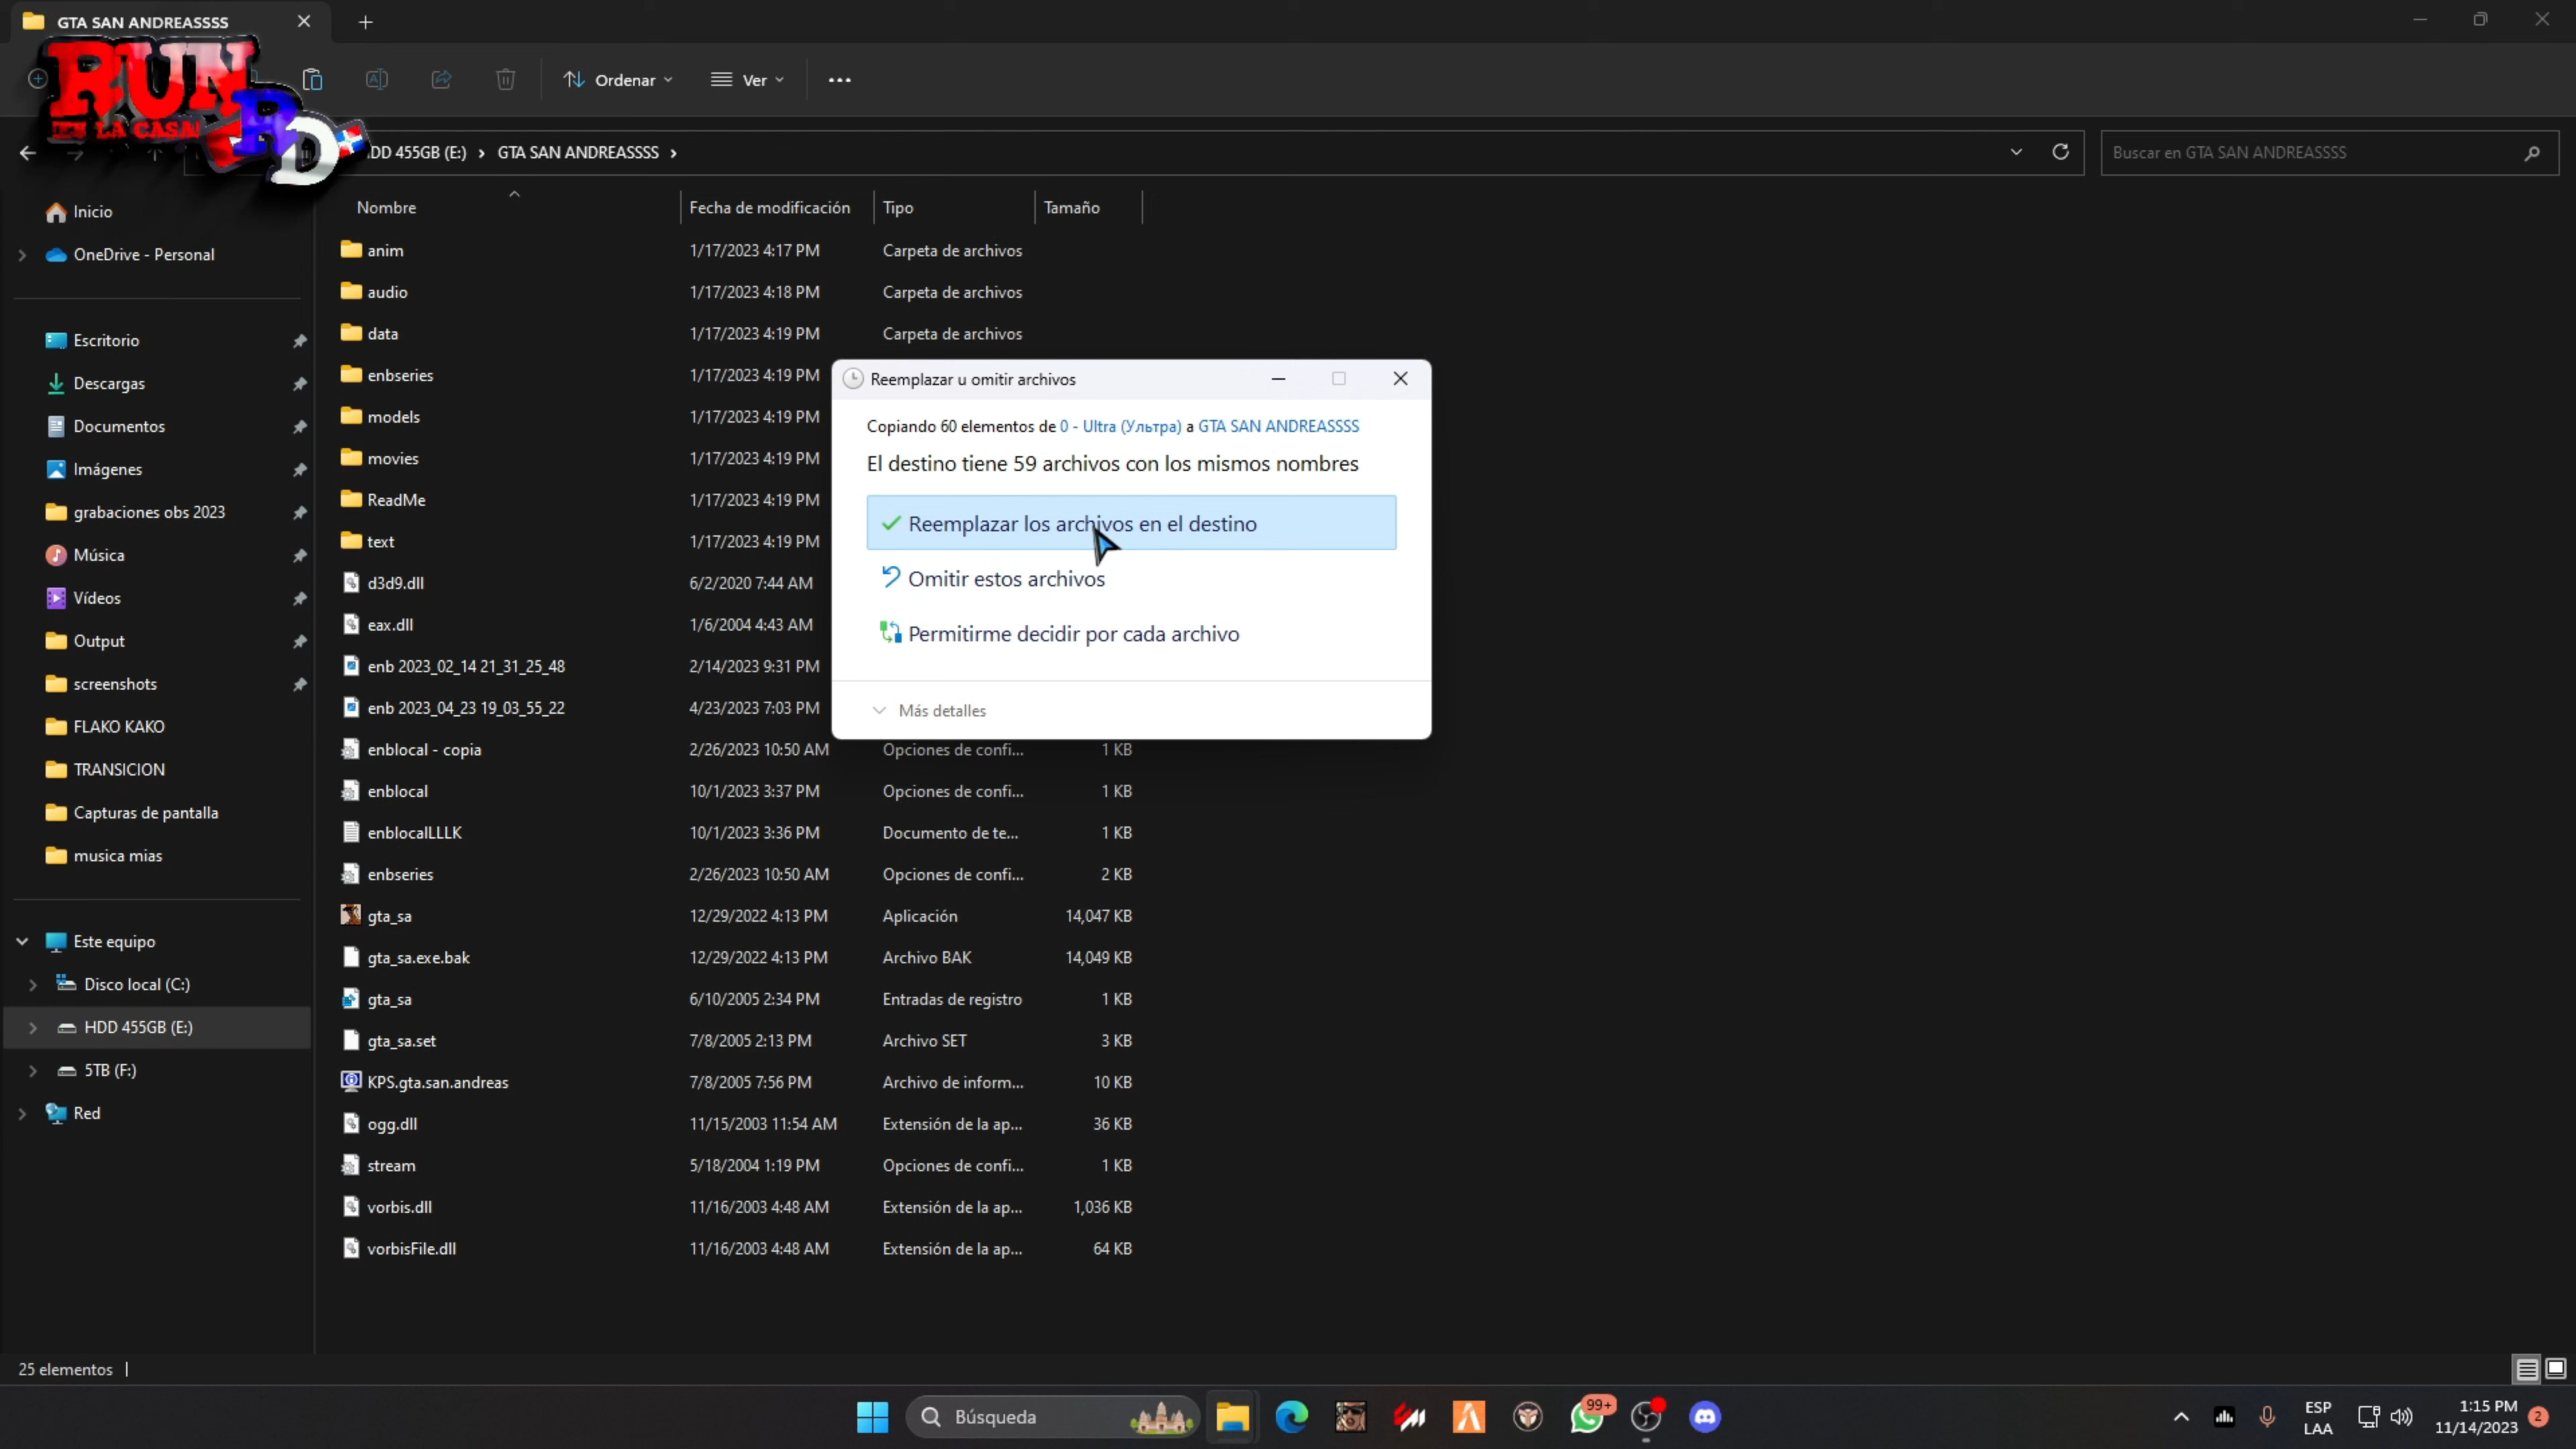 GTA SAN ANDREASSSS
RUN
RD
EN LA CASA!
Ordenar
Ver
HDD 455GB (E:) > GTA SAN ANDREASSSS >
Buscar en GTA SAN ANDREASSSS
Nombre Fecha de modificación Tipo Tamaño
Inicio
OneDrive - Personal
Escritorio
Descargas
Documentos
Imágenes
grabaciones obs 2023
Música
Vídeos
Output
screenshots
FLAKO KAKO
TRANSICION
Capturas de pantalla
musica mias
Este equipo
Disco local (C:)
HDD 455GB (E:)
5TB (F:)
Red
anim 1/17/2023 4:17 PM Carpeta de archivos
audio 1/17/2023 4:18 PM Carpeta de archivos
data 1/17/2023 4:19 PM Carpeta de archivos
enbseries 1/17/2023 4:19 PM
models 1/17/2023 4:19 PM
movies 1/17/2023 4:19 PM
ReadMe 1/17/2023 4:19 PM
text 1/17/2023 4:19 PM
d3d9.dll 6/2/2020 7:44 AM
eax.dll 1/6/2004 4:43 AM
enb 2023_02_14 21_31_25_48 2/14/2023 9:31 PM
enb 2023_04_23 19_03_55_22 4/23/2023 7:03 PM
enblocal - copia 2/26/2023 10:50 AM Opciones de confi... 1 KB
enblocal 10/1/2023 3:37 PM Opciones de confi... 1 KB
enblocalLLLK 10/1/2023 3:36 PM Documento de te... 1 KB
enbseries 2/26/2023 10:50 AM Opciones de confi... 2 KB
gta_sa 12/29/2022 4:13 PM Aplicación 14,047 KB
gta_sa.exe.bak 12/29/2022 4:13 PM Archivo BAK 14,049 KB
gta_sa 6/10/2005 2:34 PM Entradas de registro 1 KB
gta_sa.set 7/8/2005 2:13 PM Archivo SET 3 KB
KPS.gta.san.andreas 7/8/2005 7:56 PM Archivo de inform... 10 KB
ogg.dll 11/15/2003 11:54 AM Extensión de la ap... 36 KB
stream 5/18/2004 1:19 PM Opciones de confi... 1 KB
vorbis.dll 11/16/2003 4:48 AM Extensión de la ap... 1,036 KB
vorbisFile.dll 11/16/2003 4:48 AM Extensión de la ap... 64 KB
Reemplazar u omitir archivos
Copiando 60 elementos de 0 - Ultra (Ультра) a GTA SAN ANDREASSSS
El destino tiene 59 archivos con los mismos nombres
Reemplazar los archivos en el destino
Omitir estos archivos
Permitirme decidir por cada archivo
Más detalles
25 elementos
Búsqueda
99+
ESP
LAA
1:15 PM
11/14/2023
2